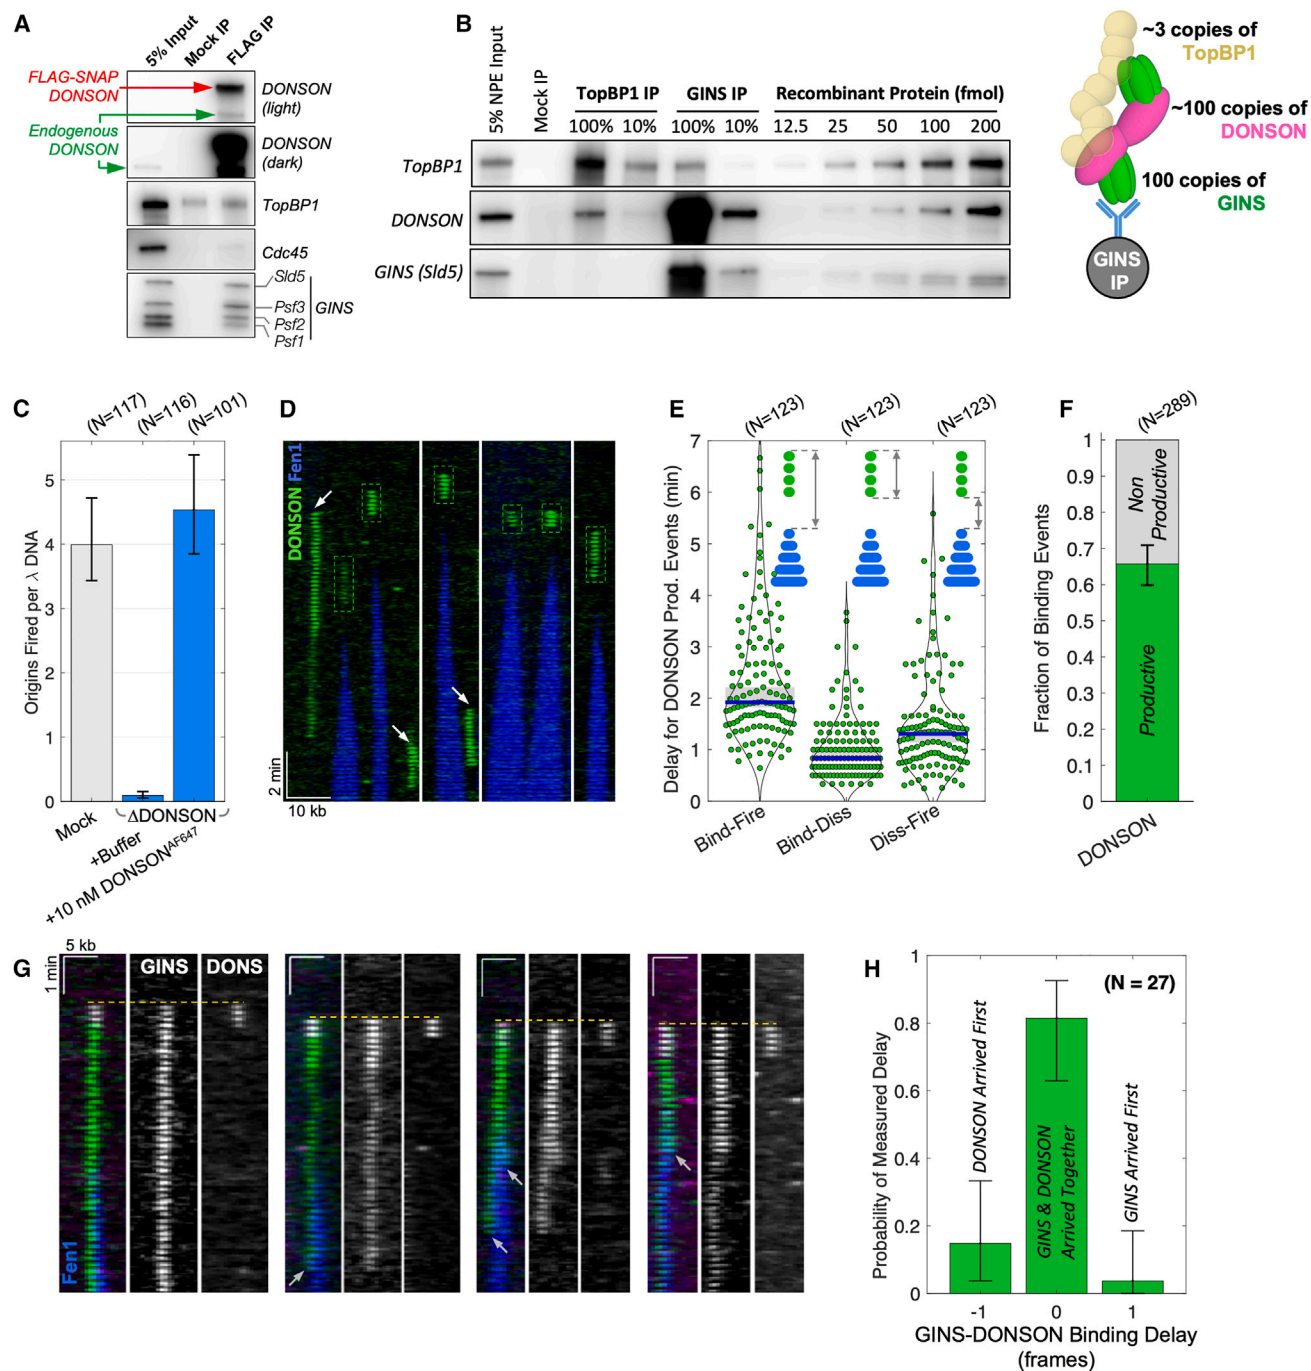 A
5% Input
Mock IP
FLAG IP
FLAG-SNAP
DONSON
Endogenous
DONSON
DONSON
(light)
DONSON
(dark)
TopBP1
Cdc45
Sld5
Psf3
GINS
Psf2
Psf1
B
5% NPE Input
Mock IP
TopBP1 IP
GINS IP
Recombinant Protein (fmol)
100% 10% 100% 10% 12.5 25 50 100 200
TopBP1
DONSON
GINS (Sld5)
~3 copies of
TopBP1
~100 copies of
DONSON
100 copies of
GINS
GINS
IP
C
(N=117)
(N=116)
(N=101)
Origins Fired per λ DNA
5
4
3
2
1
0
Mock
+Buffer
+10 nM DONSON^AF647
ΔDONSON
D
DONSON Fen1
2 min
10 kb
E
(N=123)
(N=123)
(N=123)
Delay for DONSON Prod. Events (min)
7
6
5
4
3
2
1
0
Bind-Fire
Bind-Diss
Diss-Fire
F
(N=289)
Fraction of Binding Events
1
0.9
0.8
0.7
0.6
0.5
0.4
0.3
0.2
0.1
0
Non
Productive
Productive
DONSON
G
5 kb
1 min
GINS
DONS
Fen1
H
(N = 27)
Probability of Measured Delay
1
0.8
0.6
0.4
0.2
0
DONSON Arrived First
GINS & DONSON
Arrived Together
GINS Arrived First
-1 0 1
GINS-DONSON Binding Delay
(frames)